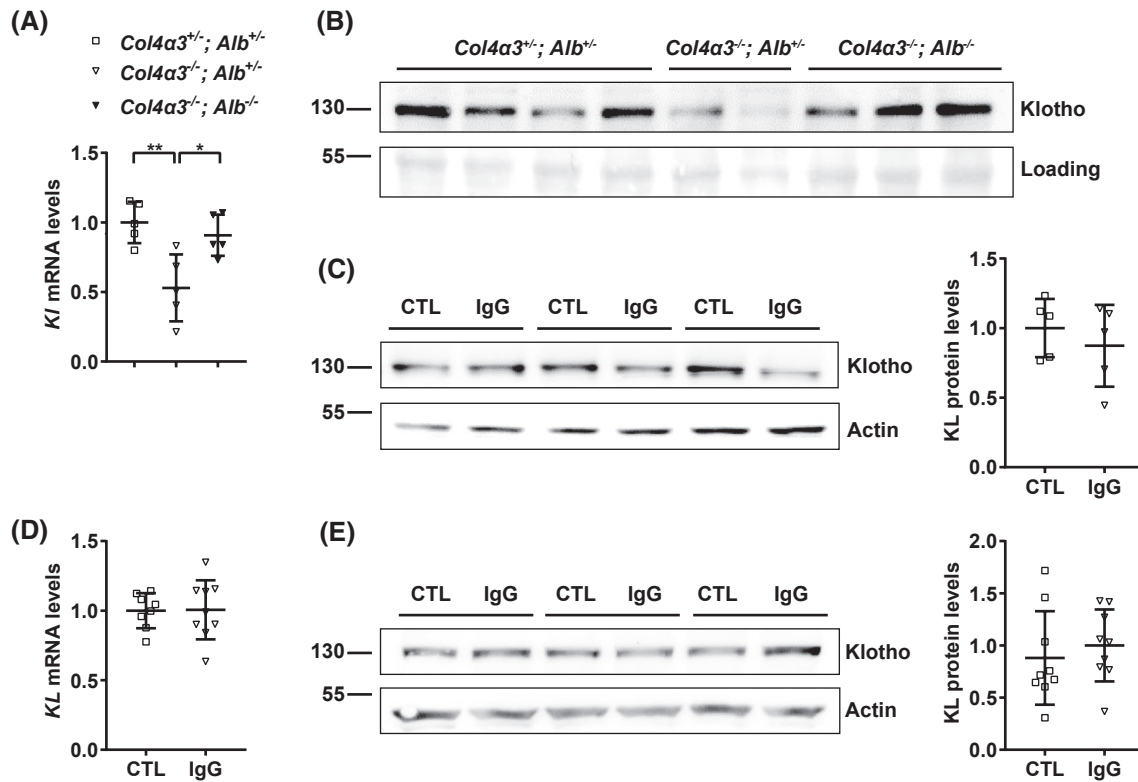 (A)
Col4α3+/-; Alb+/-
Col4α3-/-; Alb+/-
Col4α3-/-; Alb-/-
** *
Kl mRNA levels
1.5
1.0
0.5
0.0
(B)
Col4α3+/-; Alb+/- Col4α3-/-; Alb+/- Col4α3-/-; Alb-/-
130 Klotho
55
Loading
(C)
CTL IgG CTL IgG CTL IgG
130 Klotho
55
Actin
KL protein levels
1.5
1.0
0.5
0.0
CTL IgG
(D)
KL mRNA levels
1.5
1.0
0.5
0.0
CTL IgG
(E)
CTL IgG CTL IgG CTL IgG
130 Klotho
55
Actin
KL protein levels
2.0
1.5
1.0
0.5
0.0
CTL IgG